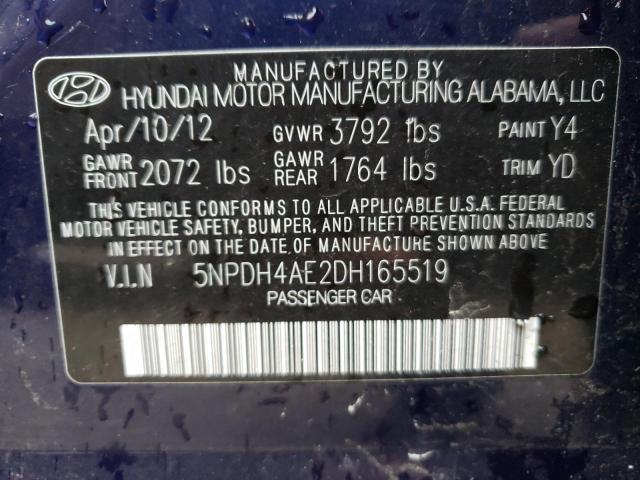 MANUFACTURED BY
HYUNDAI MOTOR MANUFACTURING ALABAMA, LLC
Apr/10/12 GVWR 3792 lbs PAINT Y4
GAWR FRONT 2072 lbs GAWR REAR 1764 lbs TRIM YD
THIS VEHICLE CONFORMS TO ALL APPLICABLE U.S.A. FEDERAL
MOTOR VEHICLE SAFETY, BUMPER, AND THEFT PREVENTION STANDARDS
IN EFFECT ON THE DATE OF MANUFACTURE SHOWN ABOVE.
V.I.N 5NPDH4AE2DH165519
PASSENGER CAR